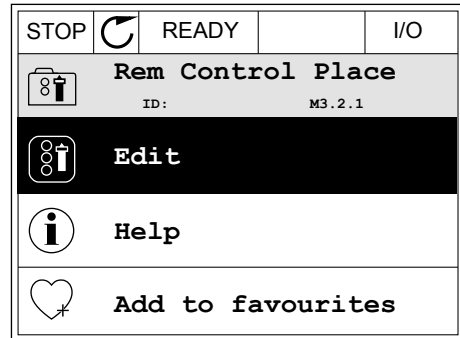 STOP READY I/O
Rem Control Place
ID: M3.2.1
Edit
Help
Add to favourites